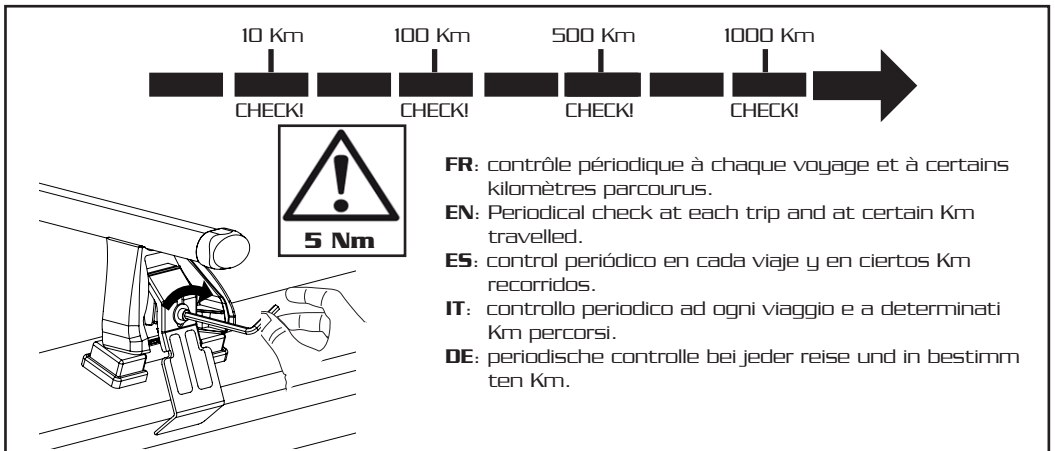 10 Km 100 Km 500 Km 1000 Km
CHECK! CHECK! CHECK! CHECK!
5 Nm
FR: contrôle périodique à chaque voyage et à certains
kilomètres parcourus.
EN: Periodical check at each trip and at certain Km
travelled.
ES: control periódico en cada viaje y en ciertos Km
recorridos.
IT: controllo periodico ad ogni viaggio e a determinati
Km percorsi.
DE: periodische controlle bei jeder reise und in bestimm
ten Km.